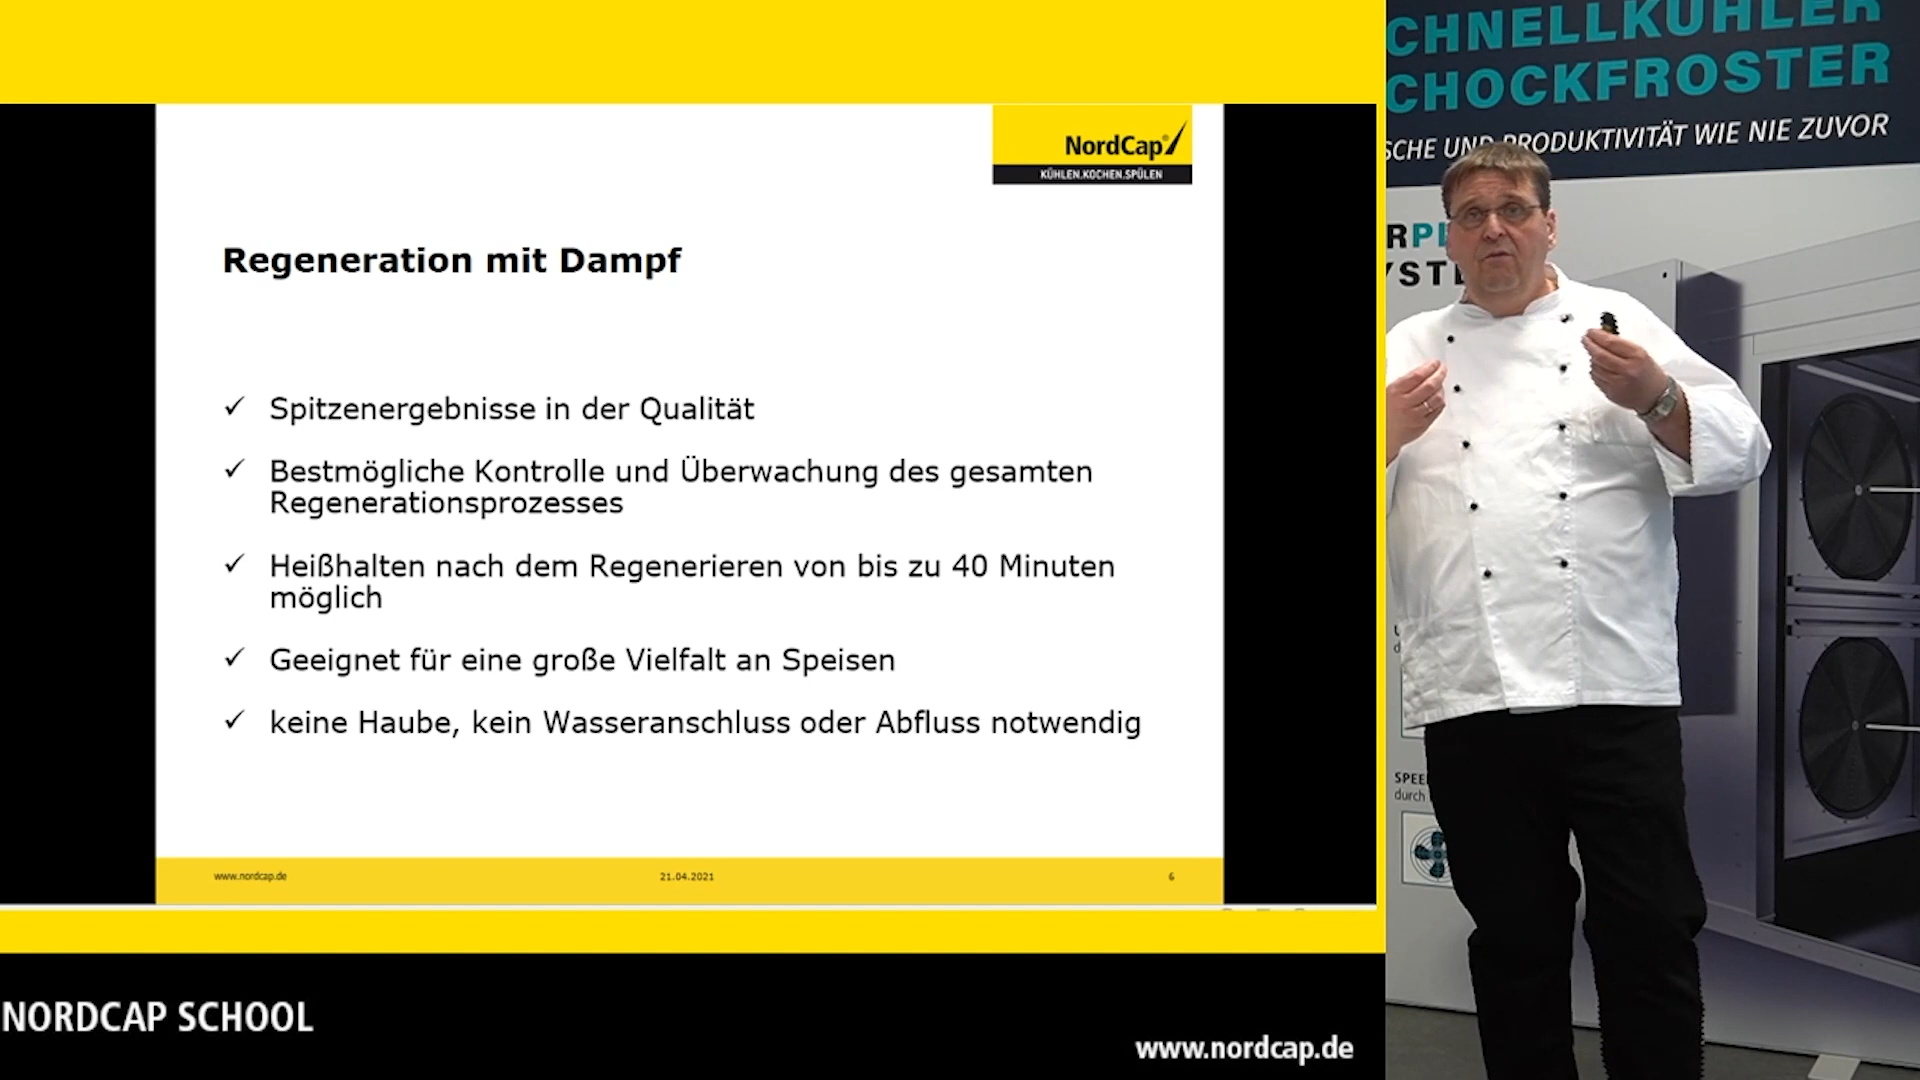 NordCap®
KÜHLEN.KOCHEN.SPÜLEN
Regeneration mit Dampf
✓ Spitzenergebnisse in der Qualität
✓ Bestmögliche Kontrolle und Überwachung des gesamten
Regenerationsprozesses
✓ Heißhalten nach dem Regenerieren von bis zu 40 Minuten
möglich
✓ Geeignet für eine große Vielfalt an Speisen
✓ keine Haube, kein Wasseranschluss oder Abfluss notwendig
www.nordcap.de
21.04.2021
6
NORDCAP SCHOOL
www.nordcap.de
CHNELLKÜHLER
CHOCKFROSTER
SCHE UND PRODUKTIVITÄT WIE NIE ZUVOR
durch